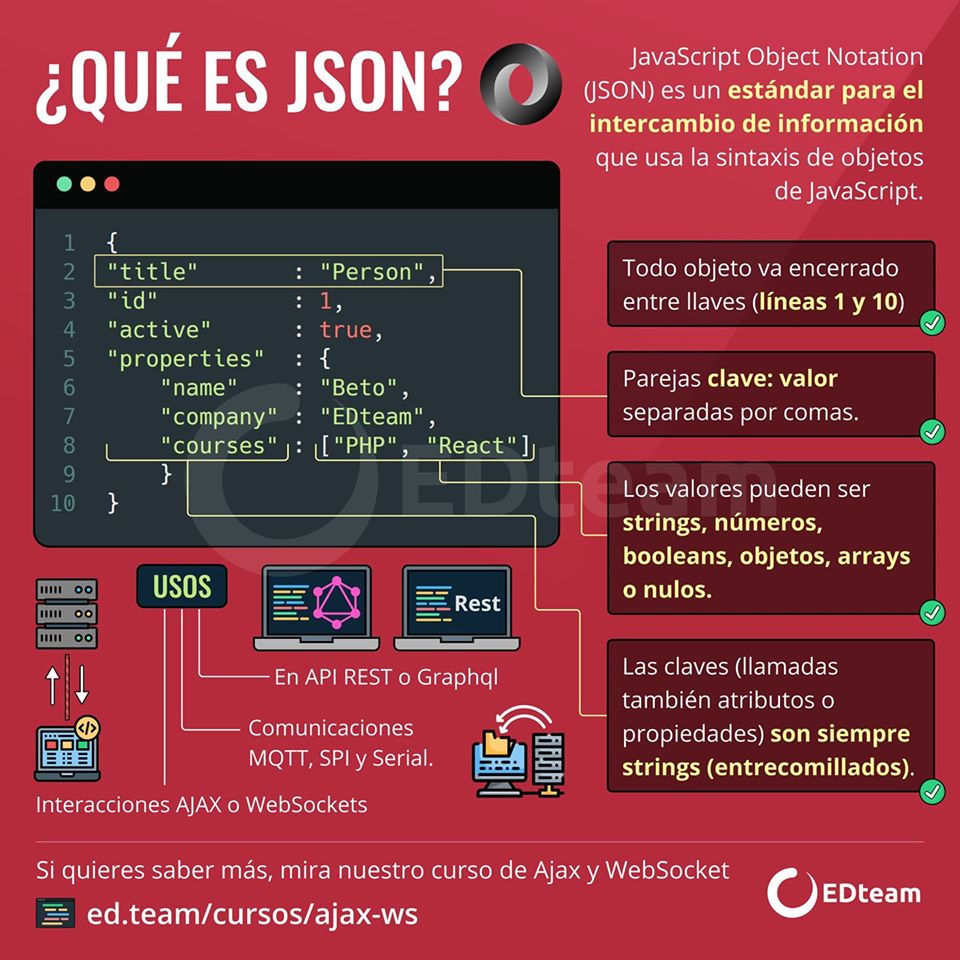 ¿QUÉ ES JSON?
JavaScript Object Notation
(JSON) es un estándar para el
intercambio de información
que usa la sintaxis de objetos
de JavaScript.
1 {
2 "title" : "Person",
3 "id" : 1,
4 "active" : true,
5 "properties" : {
6 "name" : "Beto",
7 "company" : "EDteam",
8 "courses" : ["PHP", "React"]
9 }
10 }
EDteam
Todo objeto va encerrado
entre llaves (líneas 1 y 10)
Parejas clave: valor
separadas por comas.
Los valores pueden ser
strings, números,
booleans, objetos, arrays
o nulos.
Las claves (llamadas
también atributos o
propiedades) son siempre
strings (entrecomillados).
USOS
Rest
En API REST o Graphql
Comunicaciones
MQTT, SPI y Serial.
</>
Interacciones AJAX o WebSockets
Si quieres saber más, mira nuestro curso de Ajax y WebSocket
ed.team/cursos/ajax-ws
EDteam